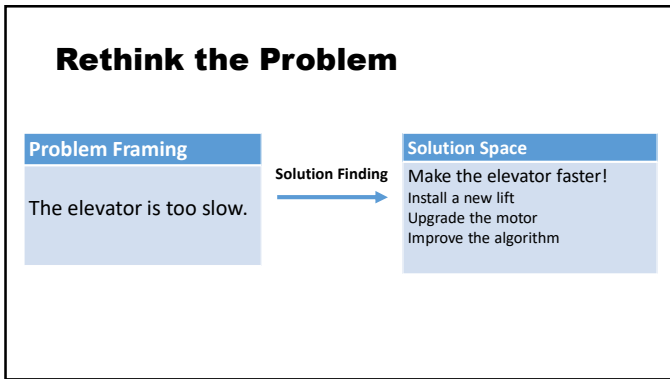 Rethink the Problem
Problem Framing
The elevator is too slow.
Solution Finding
Solution Space
Make the elevator faster!
Install a new lift
Upgrade the motor
Improve the algorithm